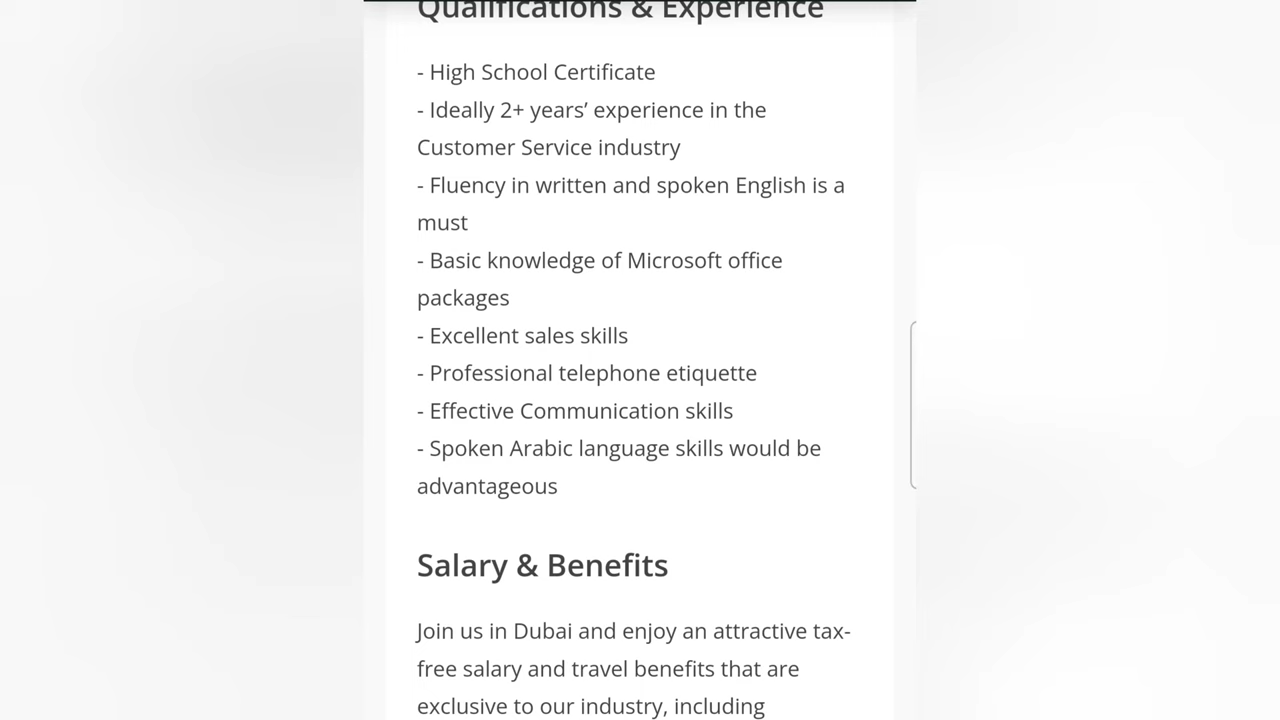 Qualifications & Experience
- High School Certificate
- Ideally 2+ years’ experience in the
Customer Service industry
- Fluency in written and spoken English is a
must
- Basic knowledge of Microsoft office
packages
- Excellent sales skills
- Professional telephone etiquette
- Effective Communication skills
- Spoken Arabic language skills would be
advantageous
Salary & Benefits
Join us in Dubai and enjoy an attractive tax-
free salary and travel benefits that are
exclusive to our industry, including